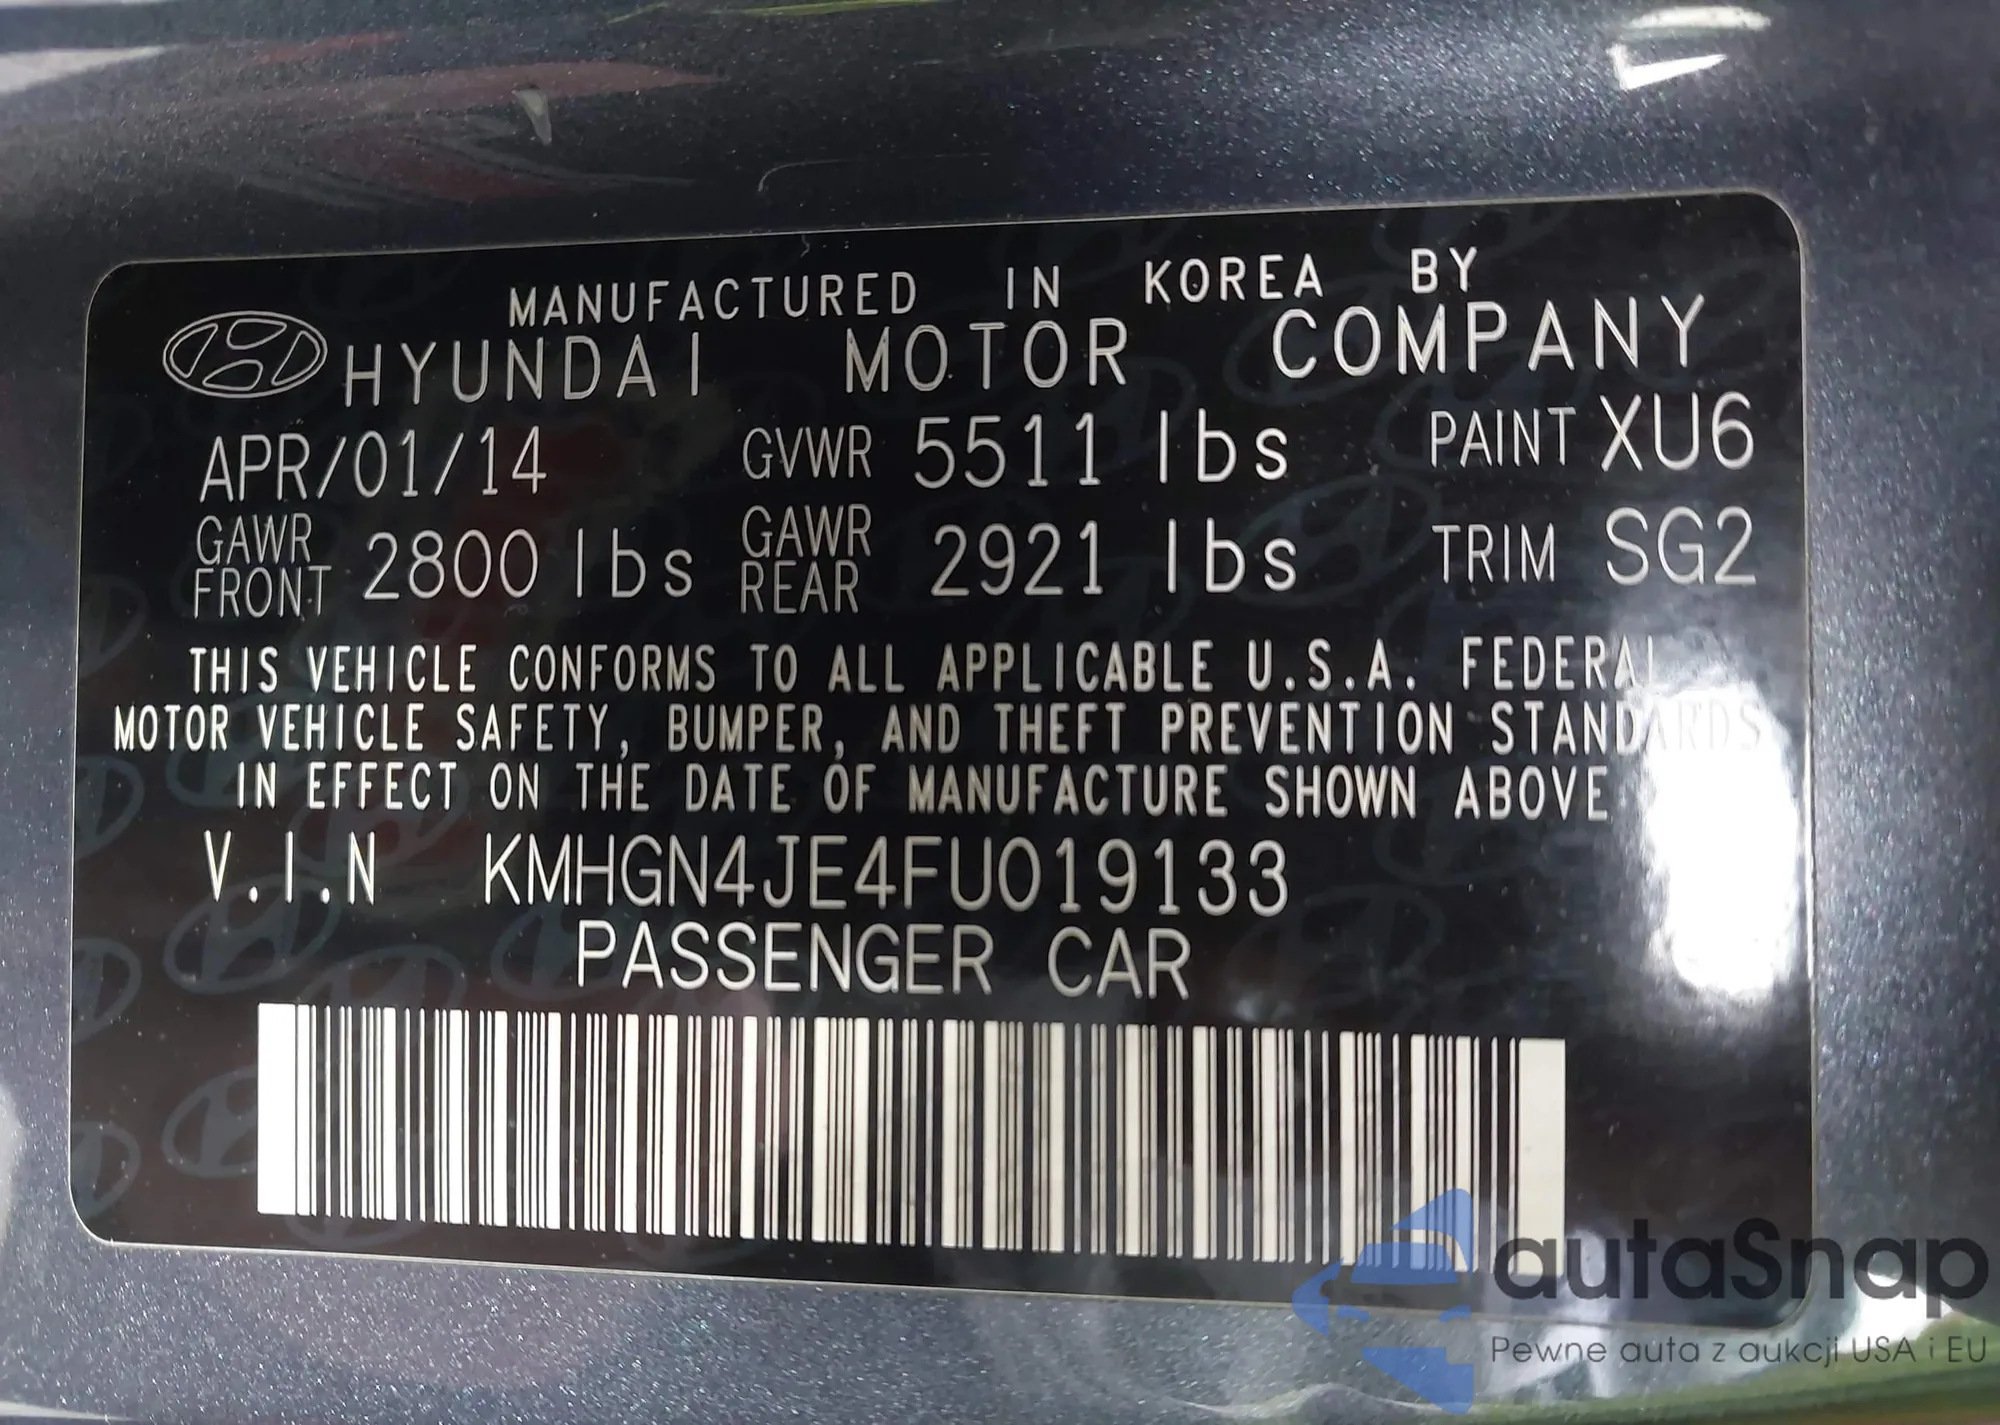 MANUFACTURED IN KOREA BY
HYUNDAI MOTOR COMPANY
APR/01/14 GVWR 5511 lbs PAINT XU6
GAWR FRONT 2800 lbs GAWR REAR 2921 lbs TRIM SG2
THIS VEHICLE CONFORMS TO ALL APPLICABLE U.S.A. FEDERAL
MOTOR VEHICLE SAFETY, BUMPER, AND THEFT PREVENTION STANDARDS
IN EFFECT ON THE DATE OF MANUFACTURE SHOWN ABOVE
V.I.N KMHGN4JE4FU019133
PASSENGER CAR
autaSnap
Pewne auta z aukcji USA i EU